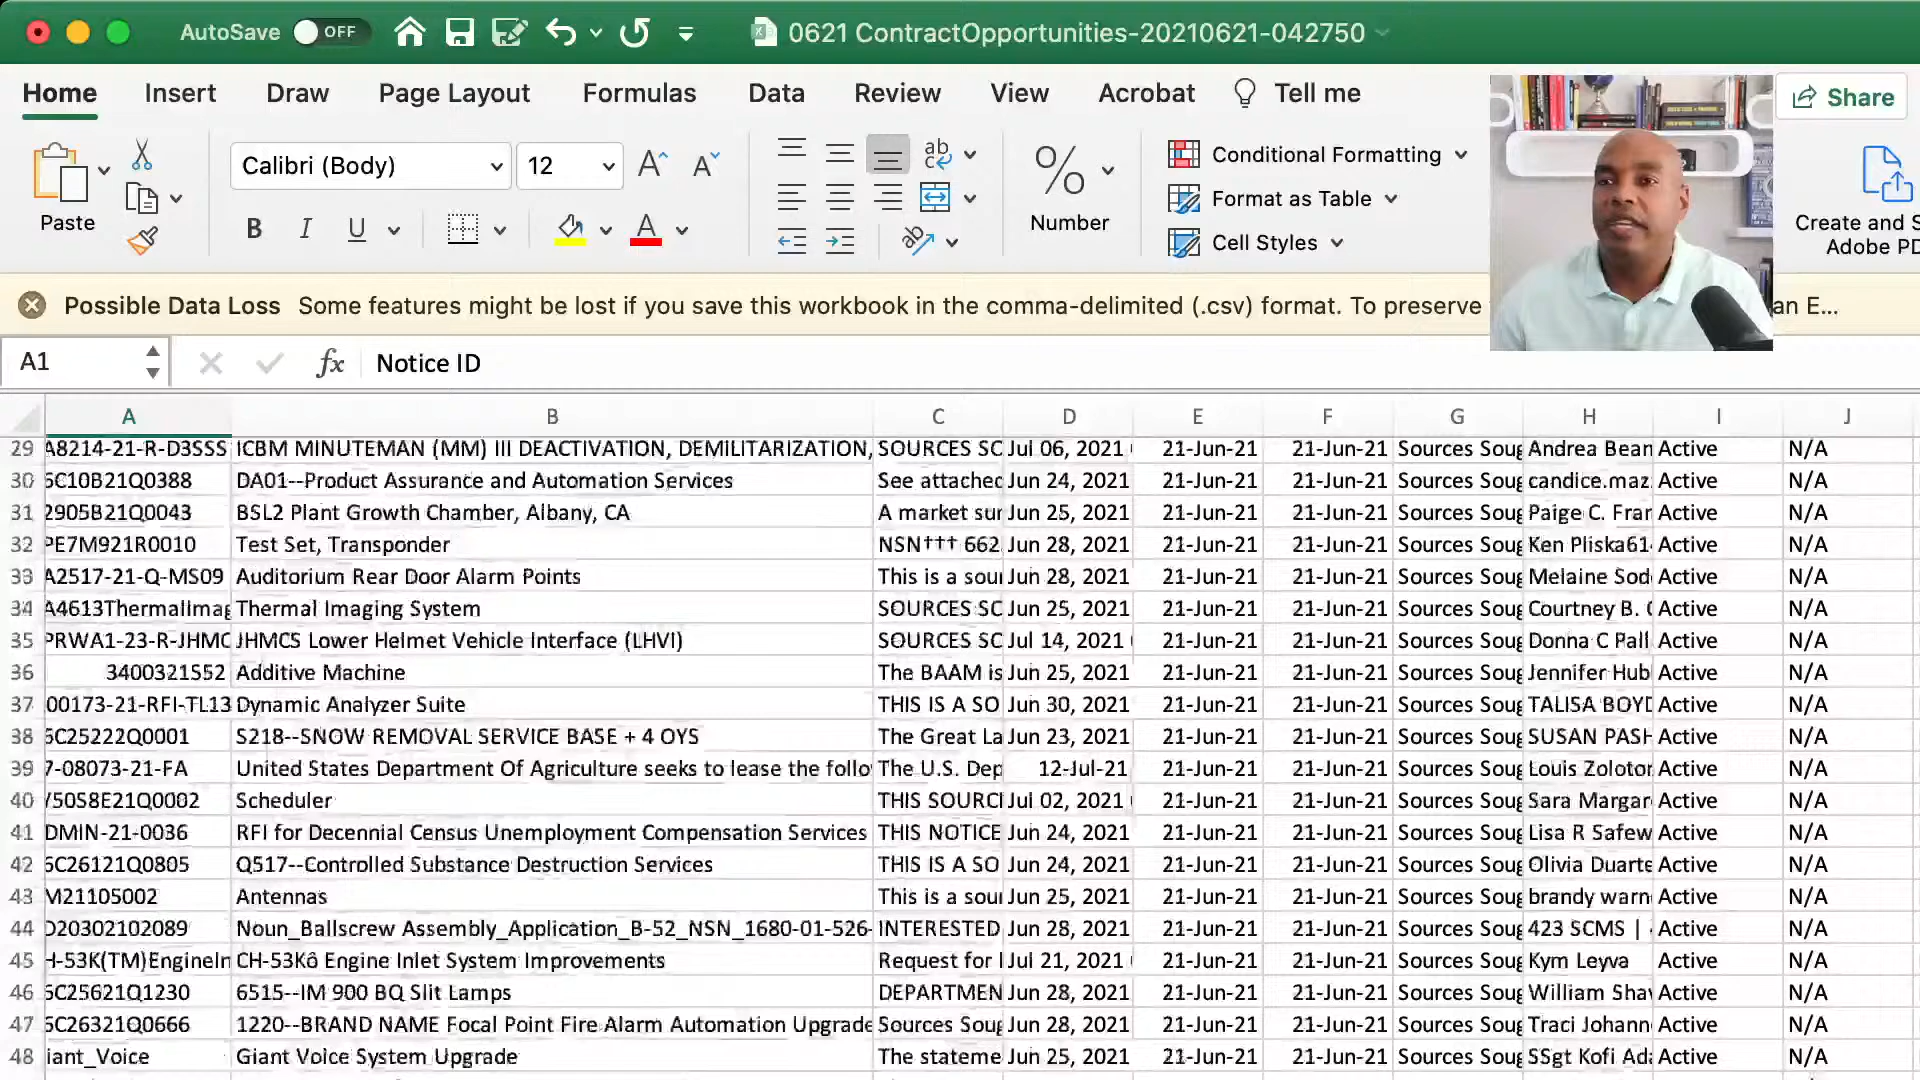 AutoSave OFF 0621 ContractOpportunities-20210621-042750
Home Insert Draw Page Layout Formulas Data Review View Acrobat Tell me Share
Paste Calibri (Body) 12 Number Conditional Formatting
Format as Table
Cell Styles
Create and S
Adobe PD
Possible Data Loss Some features might be lost if you save this workbook in the comma-delimited (.csv) format. To preserve an E...
A1 fx Notice ID
A B C D E F G H I J
29 A8214-21-R-D3SSS ICBM MINUTEMAN (MM) III DEACTIVATION, DEMILITARIZATION, SOURCES SO Jul 06, 2021 21-Jun-21 21-Jun-21 Sources Soug Andrea Bean Active N/A
30 6C10B21Q0388 DA01--Product Assurance and Automation Services See attached Jun 24, 2021 21-Jun-21 21-Jun-21 Sources Soug candice.maz Active N/A
31 2905B21Q0043 BSL2 Plant Growth Chamber, Albany, CA A market sur Jun 25, 2021 21-Jun-21 21-Jun-21 Sources Soug Paige C. Fran Active N/A
32 PE7M921R0010 Test Set, Transponder NSN††† 662 Jun 28, 2021 21-Jun-21 21-Jun-21 Sources Soug Ken Pliska61 Active N/A
33 A2517-21-Q-MS09 Auditorium Rear Door Alarm Points This is a sour Jun 28, 2021 21-Jun-21 21-Jun-21 Sources Soug Melaine Sod Active N/A
34 A4613ThermalImag Thermal Imaging System SOURCES SO Jun 25, 2021 21-Jun-21 21-Jun-21 Sources Soug Courtney B. Active N/A
35 PRWA1-23-R-JHMC JHMCS Lower Helmet Vehicle Interface (LHVI) SOURCES SO Jul 14, 2021 21-Jun-21 21-Jun-21 Sources Soug Donna C Pall Active N/A
36 3400321552 Additive Machine The BAAM is Jun 25, 2021 21-Jun-21 21-Jun-21 Sources Soug Jennifer Hub Active N/A
37 00173-21-RFI-TL13 Dynamic Analyzer Suite THIS IS A SO Jun 30, 2021 21-Jun-21 21-Jun-21 Sources Soug TALISA BOYD Active N/A
38 6C25222Q0001 S218--SNOW REMOVAL SERVICE BASE + 4 OYS The Great La Jun 23, 2021 21-Jun-21 21-Jun-21 Sources Soug SUSAN PASH Active N/A
39 7-08073-21-FA United States Department Of Agriculture seeks to lease the follo The U.S. Dep 12-Jul-21 21-Jun-21 21-Jun-21 Sources Soug Louis Zolotor Active N/A
40 /5058E21Q0002 Scheduler THIS SOURC Jul 02, 2021 21-Jun-21 21-Jun-21 Sources Soug Sara Margar Active N/A
41 DMIN-21-0036 RFI for Decennial Census Unemployment Compensation Services THIS NOTICE Jun 24, 2021 21-Jun-21 21-Jun-21 Sources Soug Lisa R Safew Active N/A
42 6C26121Q0805 Q517--Controlled Substance Destruction Services THIS IS A SO Jun 24, 2021 21-Jun-21 21-Jun-21 Sources Soug Olivia Duarte Active N/A
43 M21105002 Antennas This is a sour Jun 25, 2021 21-Jun-21 21-Jun-21 Sources Soug brandy warn Active N/A
44 D20302102089 Noun_Ballscrew Assembly_Application_B-52_NSN_1680-01-526- INTERESTED Jun 28, 2021 21-Jun-21 21-Jun-21 Sources Soug 423 SCMS | Active N/A
45 H-53K(TM)EngineIn CH-53Kô Engine Inlet System Improvements Request for I Jul 21, 2021 21-Jun-21 21-Jun-21 Sources Soug Kym Leyva Active N/A
46 6C25621Q1230 6515--IM 900 BQ Slit Lamps DEPARTMEN Jun 28, 2021 21-Jun-21 21-Jun-21 Sources Soug William Shav Active N/A
47 6C26321Q0666 1220--BRAND NAME Focal Point Fire Alarm Automation Upgrade Sources Soug Jun 28, 2021 21-Jun-21 21-Jun-21 Sources Soug Traci Johann Active N/A
48 iant_Voice Giant Voice System Upgrade The stateme Jun 25, 2021 21-Jun-21 21-Jun-21 Sources Soug SSgt Kofi Ada Active N/A